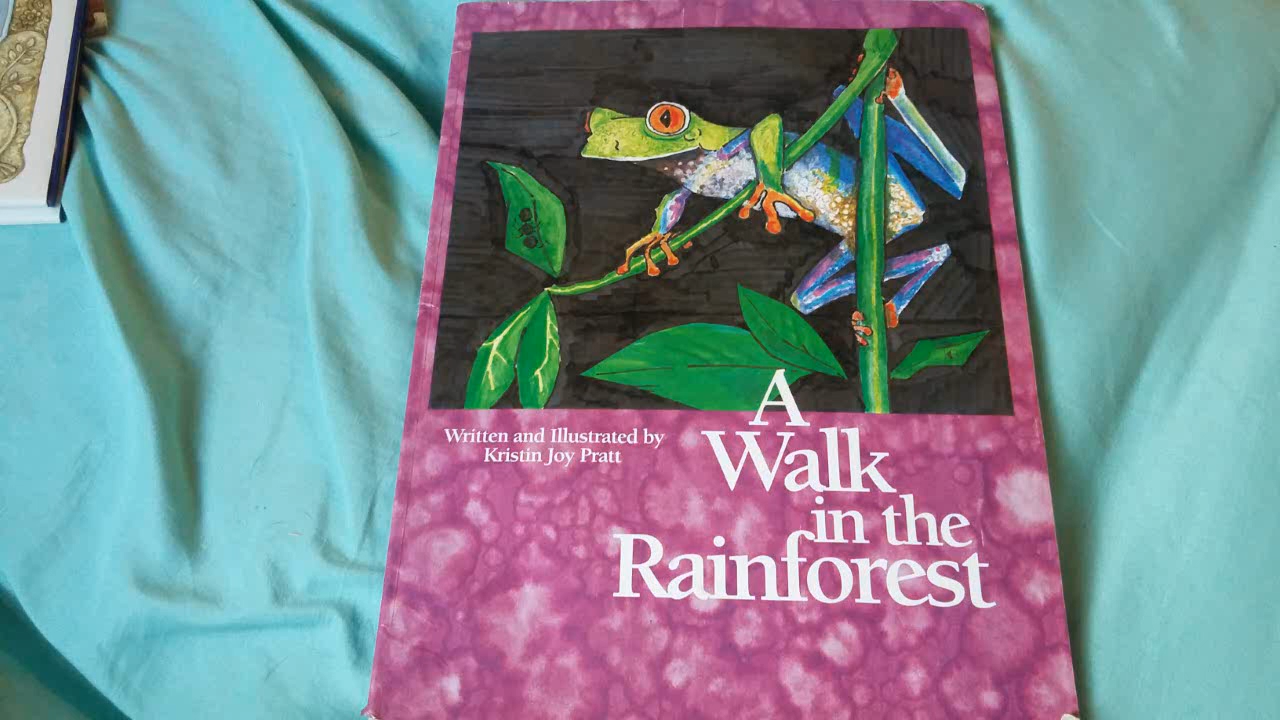 Written and Illustrated by
Kristin Joy Pratt
A
Walk
in the
Rainforest